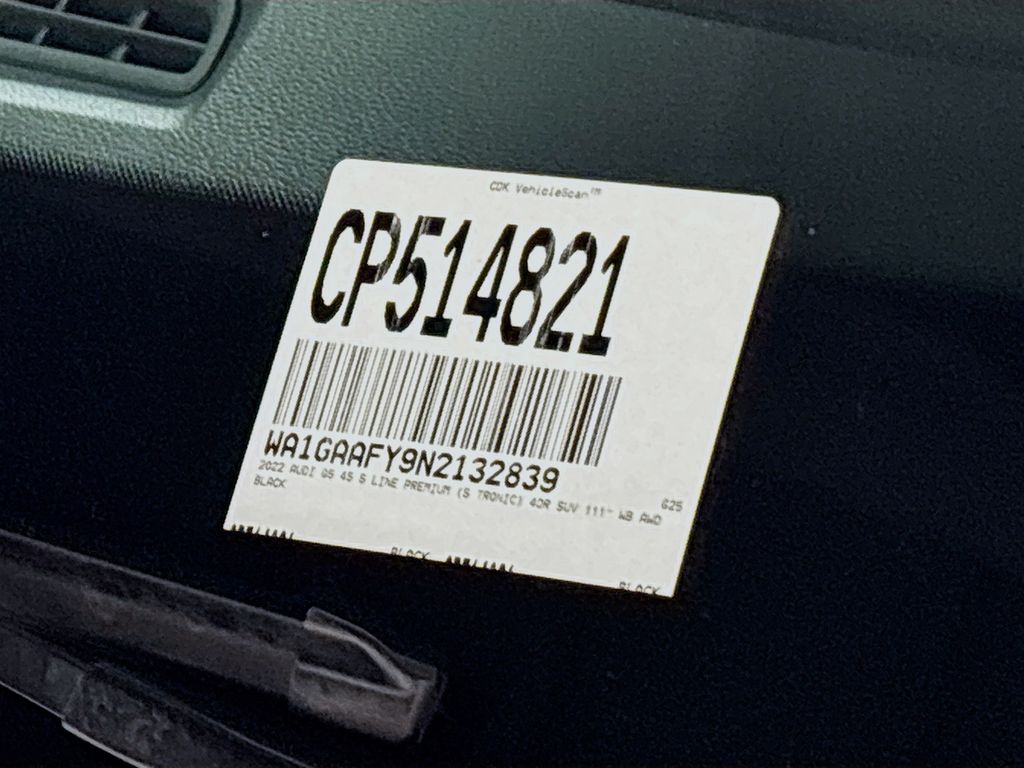 CDK VehicleScan™
CP514821
WA1GAAFY9N2132839
2022 AUDI Q5 45 S LINE PREMIUM (S TRONIC) 4DR SUV 111" WB AWD
G25
BLACK
BLACK
BLACK